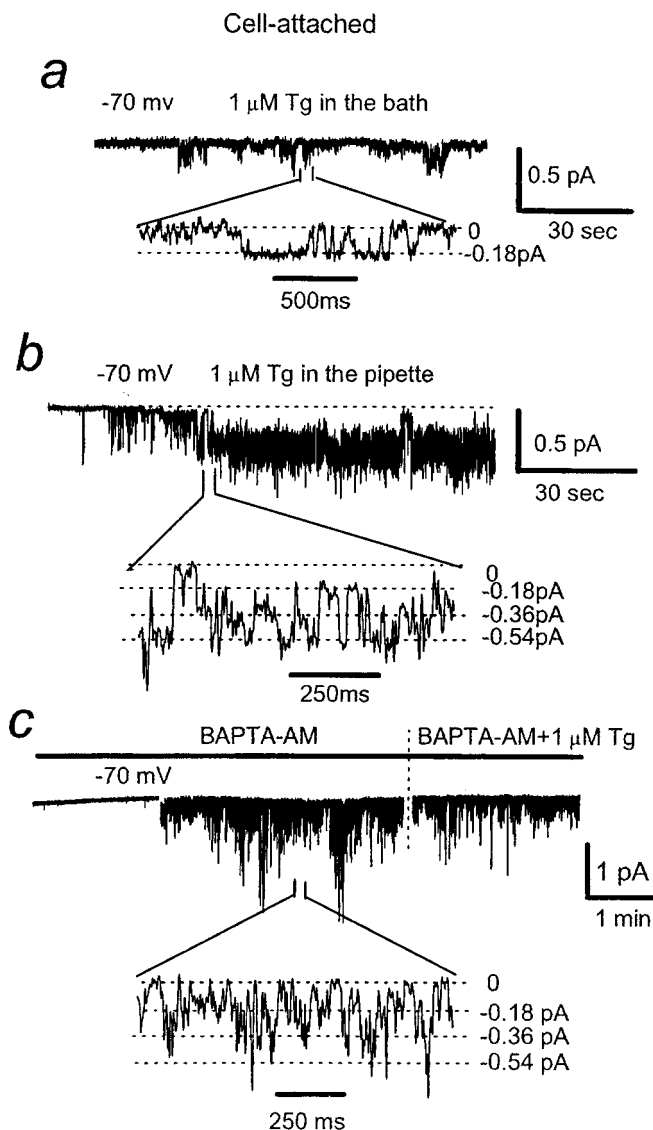 Cell-attached
a
-70 mv 1 µM Tg in the bath
0.5 pA
30 sec
0
-0.18pA
500ms
b
-70 mV 1 µM Tg in the pipette
0.5 pA
30 sec
0
-0.18pA
-0.36pA
-0.54pA
250ms
c
BAPTA-AM BAPTA-AM+1 µM Tg
-70 mV
1 pA
1 min
0
-0.18 pA
-0.36 pA
-0.54 pA
250 ms